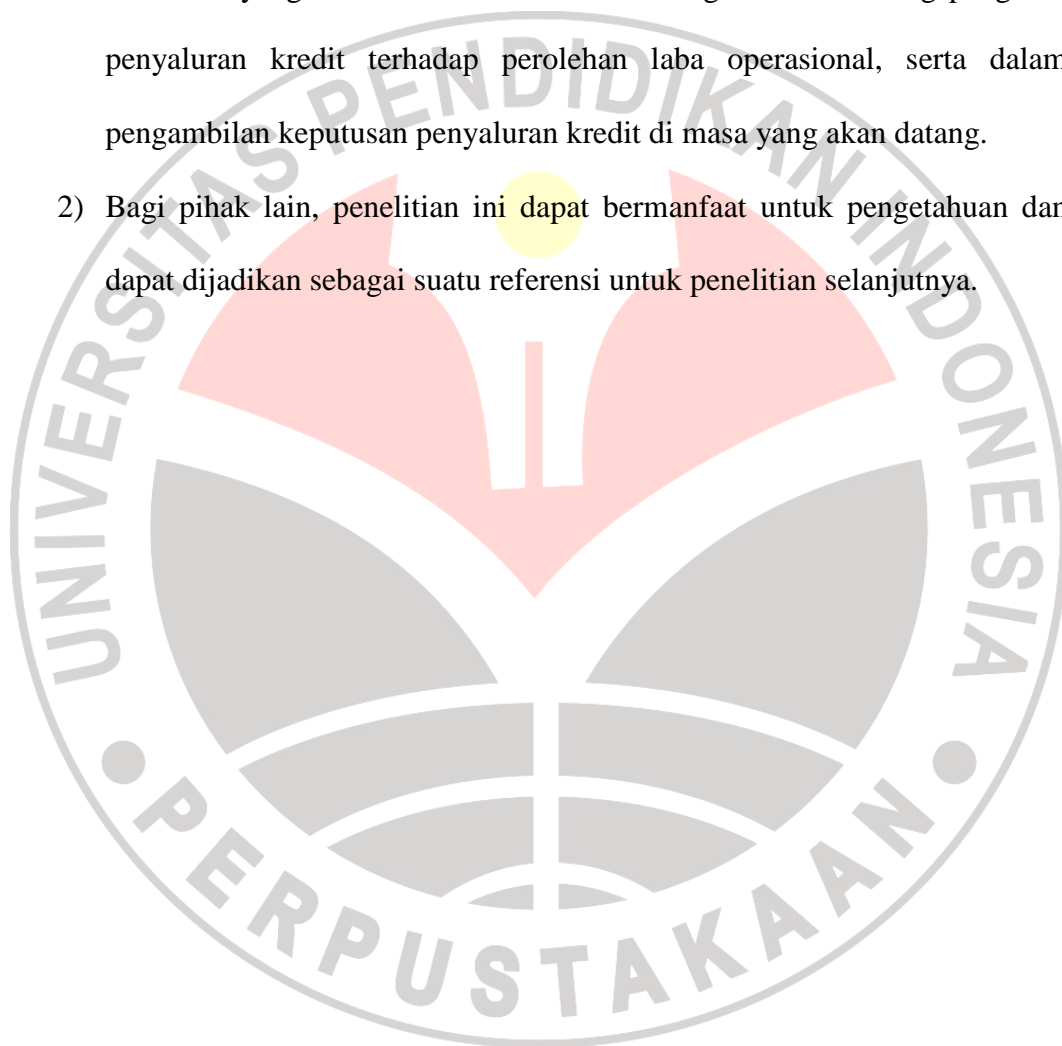 penyaluran kredit terhadap perolehan laba operasional, serta dalam
pengambilan keputusan penyaluran kredit di masa yang akan datang.
2) Bagi pihak lain, penelitian ini dapat bermanfaat untuk pengetahuan dan
dapat dijadikan sebagai suatu referensi untuk penelitian selanjutnya.
UNIVERSITAS PENDIDIKAN INDONESIA
PERPUSTAKAAN